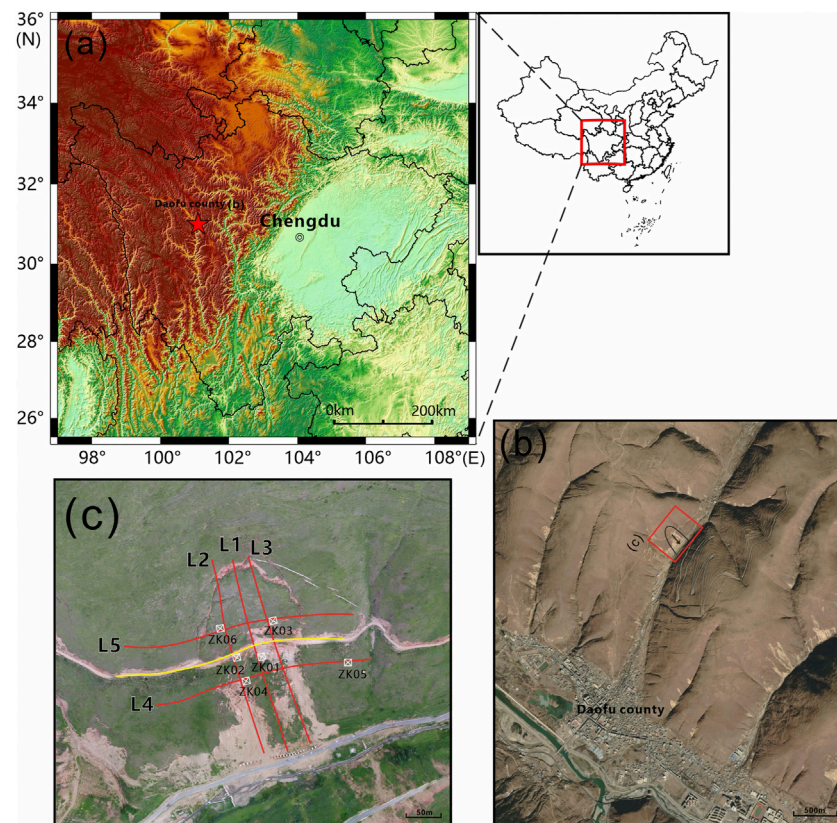 36°
(N)
(a)
34°
32°
Daofu county (b)
Chengdu
30°
28°
0km
200km
26°
98°
100°
102°
104°
106°
108°(E)
(b)
(c)
Daofu county
500m
(c)
L2
L1
L3
ZK03
ZK06
L5
ZK02
ZK01
ZK05
ZK04
L4
50m